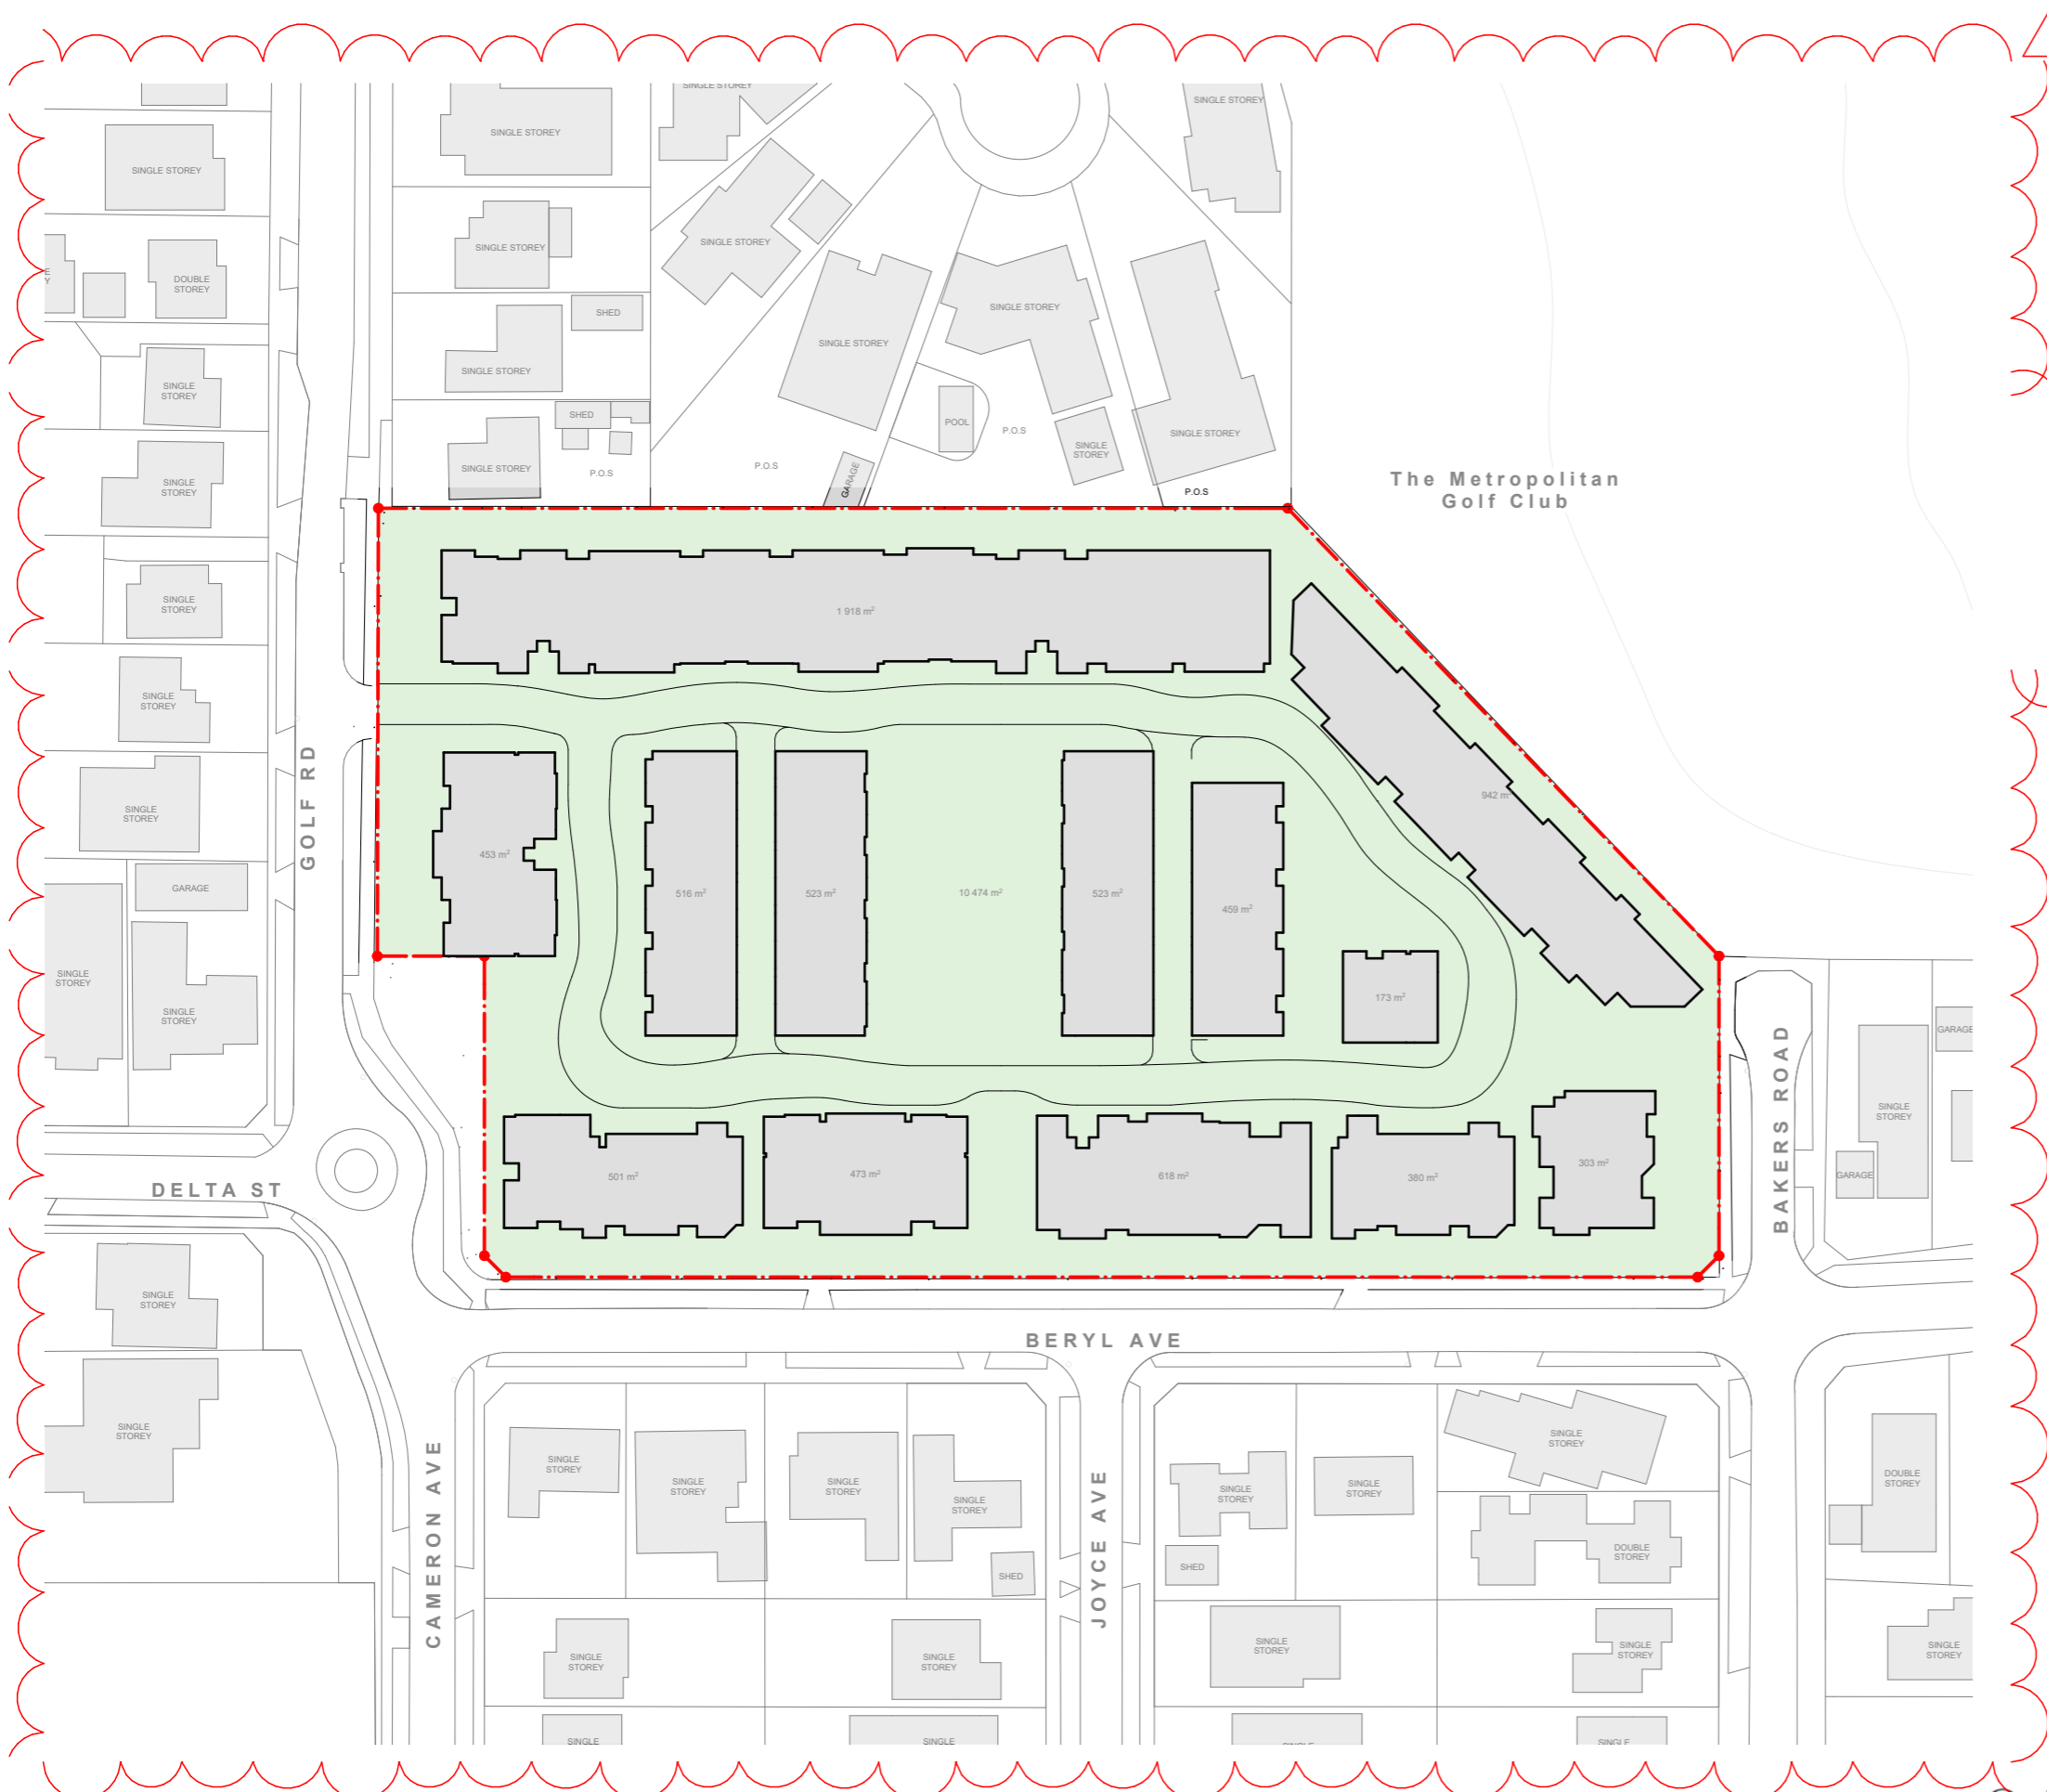 SINGLE STOREY
SINGLE STOREY
SINGLE STOREY
SINGLE STOREY
SINGLE STOREY
SINGLE STOREY
E
Y
DOUBLE
STOREY
SHED
SINGLE STOREY
SINGLE STOREY
SINGLE STOREY
SINGLE
STOREY
SHED
POOL
P.O.S
SINGLE STOREY
SINGLE
STOREY
SINGLE STOREY
P.O.S
P.O.S
GARAGE
P.O.S
SINGLE
STOREY
The Metropolitan
Golf Club
SINGLE
STOREY
1 918 m²
SINGLE
STOREY
GOLF RD
SINGLE
STOREY
942 m²
453 m²
516 m²
523 m²
10 474 m²
523 m²
459 m²
GARAGE
SINGLE
STOREY
SINGLE
STOREY
173 m²
GARAGE
BAKERS ROAD
SINGLE
STOREY
GARAGE
DELTA ST
501 m²
473 m²
618 m²
380 m²
303 m²
SINGLE
STOREY
BERYL AVE
SINGLE
STOREY
CAMERON AVE
SINGLE
STOREY
SINGLE
STOREY
SINGLE
STOREY
SINGLE
STOREY
SHED
JOYCE AVE
SINGLE
STOREY
SINGLE
STOREY
SINGLE
STOREY
DOUBLE
STOREY
SHED
DOUBLE
STOREY
SINGLE
STOREY
SINGLE
STOREY
SINGLE
STOREY
SINGLE
STOREY
SINGLE
STOREY
SINGLE
SINGLE
SINGLE